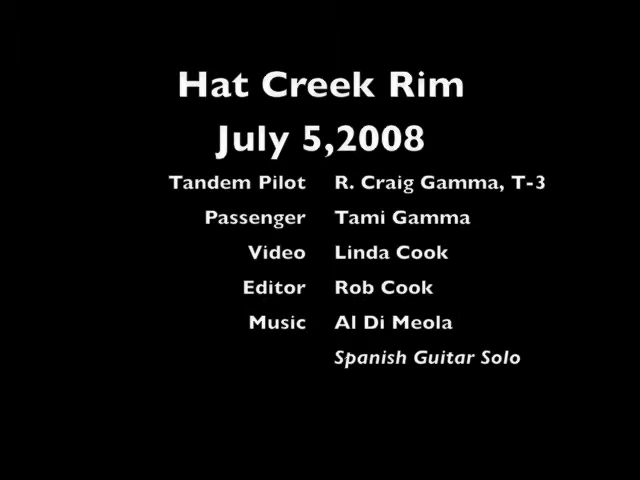 Hat Creek Rim
July 5,2008
Tandem Pilot R. Craig Gamma, T-3
Passenger Tami Gamma
Video Linda Cook
Editor Rob Cook
Music Al Di Meola
Spanish Guitar Solo